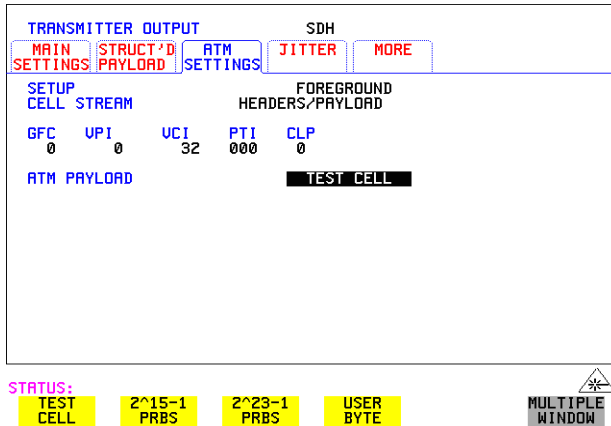 TRANSMITTER OUTPUT SDH
MAIN SETTINGS STRUCT'D PAYLOAD ATM SETTINGS JITTER MORE
SETUP FOREGROUND
CELL STREAM HEADERS/PAYLOAD
GFC VPI VCI PTI CLP
0 0 32 000 0
ATM PAYLOAD TEST CELL
STATUS:
TEST CELL 2^15-1 PRBS 2^23-1 PRBS USER BYTE MULTIPLE WINDOW